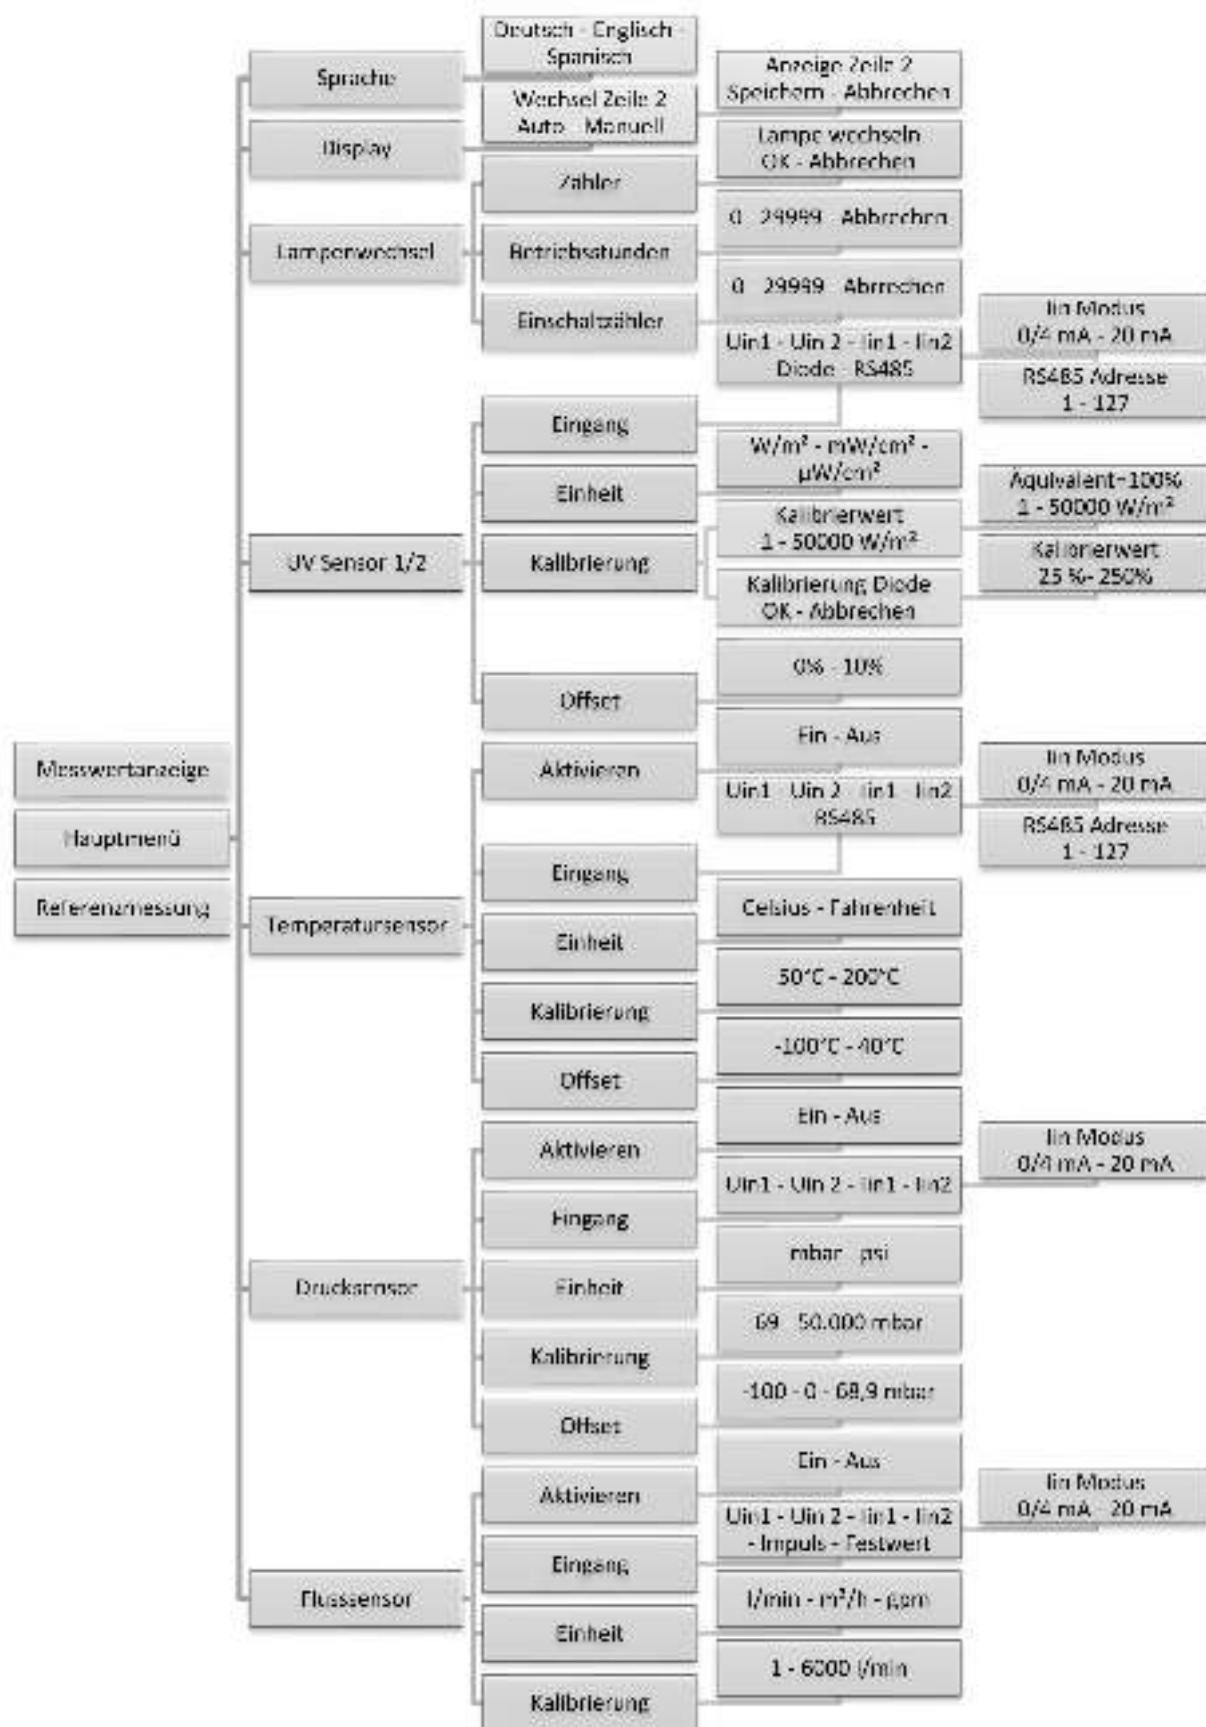 Deutsch - Englisch -
Spanisch
Sprache
Anzeige Zeile 2
Speichern - Abbrechen
Wechsel Zeile 2
Auto - Manuell
Display
Lampe wechseln
OK - Abbrechen
Zähler
0 - 29999 - Abbrechen
Lampenwechsel
Betriebsstunden
0 - 29999 - Abrrechen
Einschaltzähler
Iin Modus
0/4 mA - 20 mA
Uin1 - Uin 2 - Iin1 - Iin2
Diode - RS485
RS485 Adresse
1 - 127
Eingang
W/m² - mW/cm² -
µW/cm²
Einheit
Äquivalent=100%
1 - 50000 W/m²
Kalibrierwert
1 - 50000 W/m²
UV Sensor 1/2
Kalibrierung
Kalibrierwert
25 %- 250%
Kalibrierung Diode
OK - Abbrechen
0% - 10%
Offset
Ein - Aus
Messwertanzeige
Aktivieren
Iin Modus
0/4 mA - 20 mA
Uin1 - Uin 2 - Iin1 - Iin2
RS485
Hauptmenü
RS485 Adresse
1 - 127
Eingang
Referenzmessung
Celsius - Fahrenheit
Temperatursensor
Einheit
50°C - 200°C
Kalibrierung
-100°C - 40°C
Offset
Ein - Aus
Aktivieren
Iin Modus
0/4 mA - 20 mA
Uin1 - Uin 2 - Iin1 - Iin2
Eingang
mbar - psi
Drucksensor
Einheit
69 - 50.000 mbar
Kalibrierung
-100 - 0 - 68,9 mbar
Offset
Ein - Aus
Aktivieren
Iin Modus
0/4 mA - 20 mA
Uin1 - Uin 2 - Iin1 - Iin2
- Impuls - Festwert
Eingang
Flusssensor
l/min - m³/h - gpm
Einheit
1 - 6000 l/min
Kalibrierung